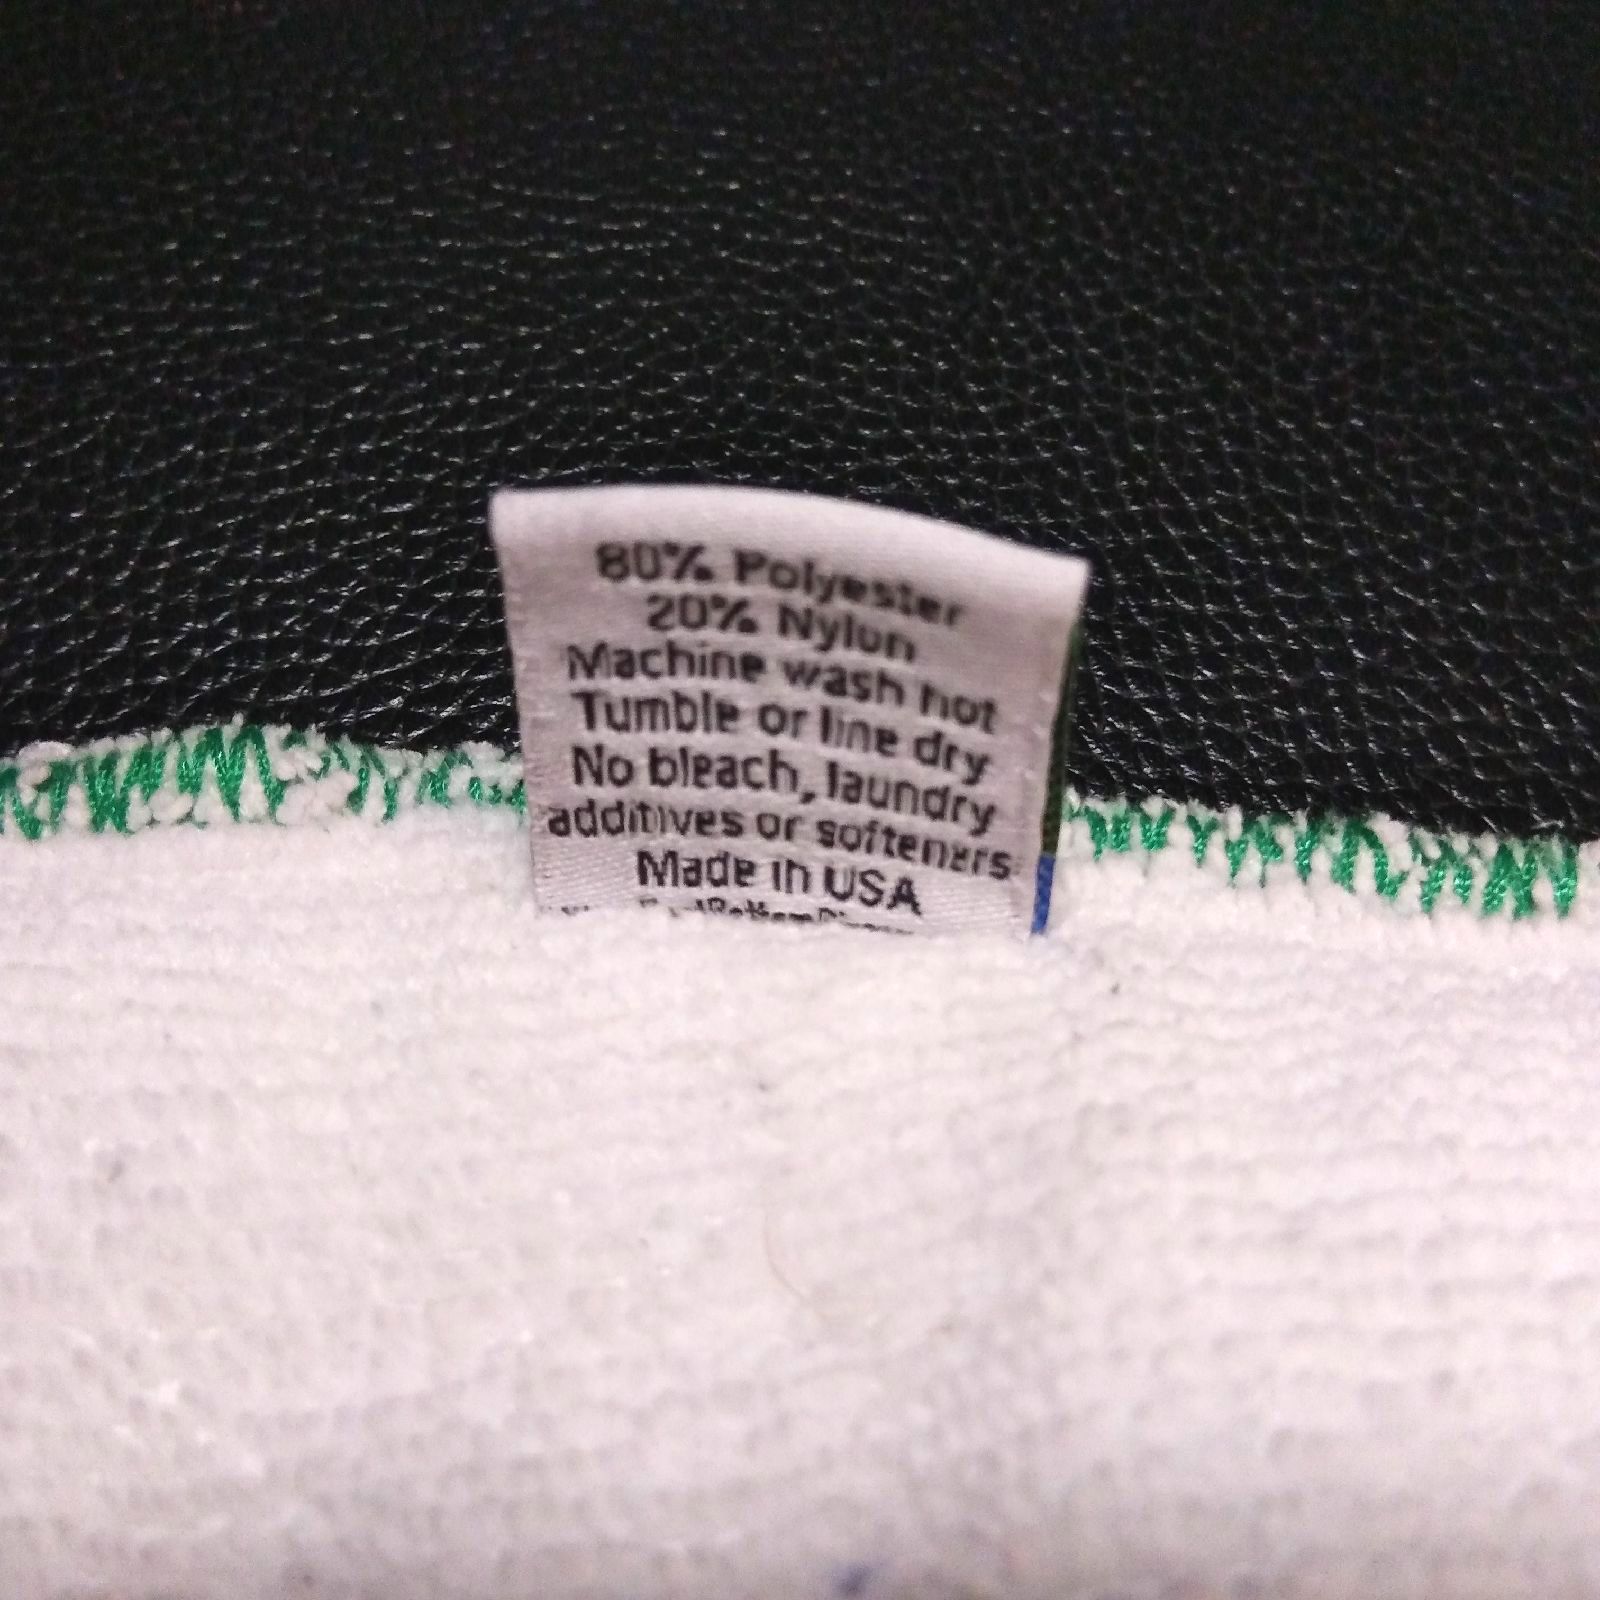 80% Polyester
20% Nylon
Machine wash hot
Tumble or line dry
No bleach, laundry
additives or softeners
Made in USA